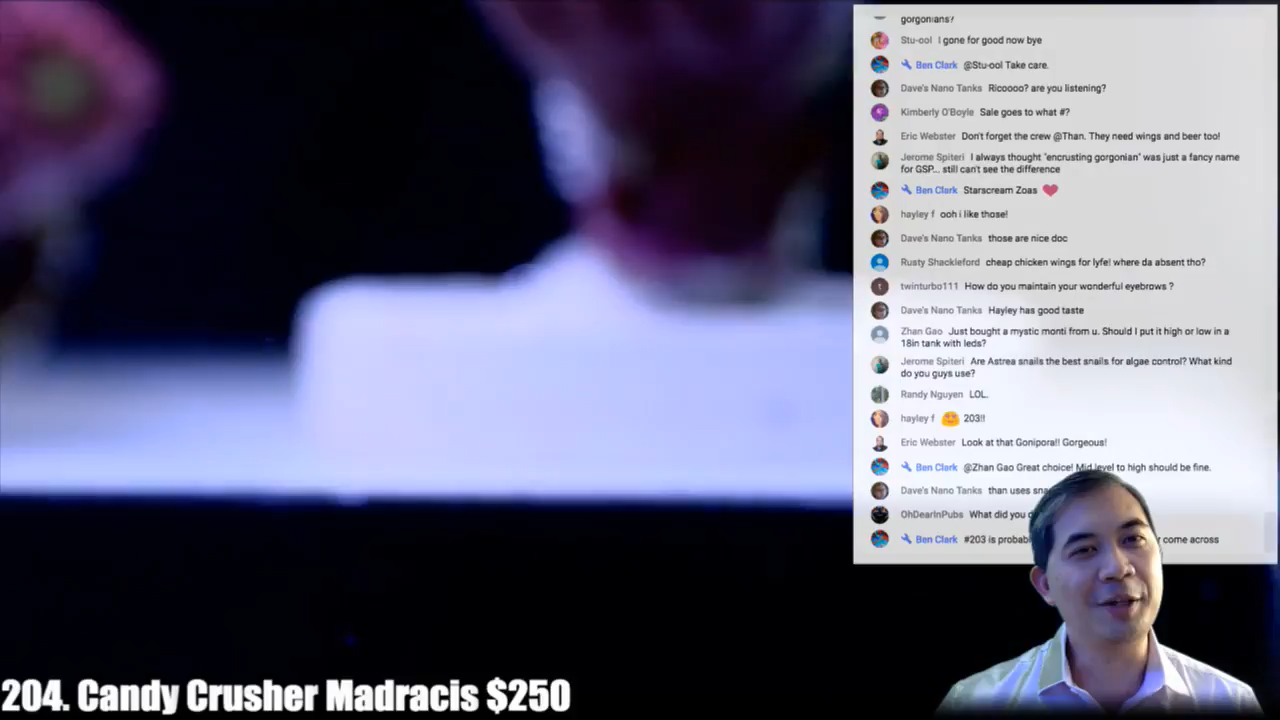 gorgonians?
Stu-ool I gone for good now bye
Ben Clark @Stu-ool Take care.
Dave's Nano Tanks Ricoooo? are you listening?
Kimberly O'Boyle Sale goes to what #?
Eric Webster Don't forget the crew @Than. They need wings and beer too!
Jerome Spiteri I always thought "encrusting gorgonian" was just a fancy name
for GSP... still can't see the difference
Ben Clark Starscream Zoas
hayley f ooh i like those!
Dave's Nano Tanks those are nice doc
Rusty Shackleford cheap chicken wings for lyfe! where da absent tho?
twinturbo111 How do you maintain your wonderful eyebrows ?
Dave's Nano Tanks Hayley has good taste
Zhan Gao Just bought a mystic monti from u. Should I put it high or low in a
18in tank with leds?
Jerome Spiteri Are Astrea snails the best snails for algae control? What kind
do you guys use?
Randy Nguyen LOL.
hayley f 203!!
Eric Webster Look at that Gonipora!! Gorgeous!
Ben Clark @Zhan Gao Great choice! Mid level to high should be fine.
Dave's Nano Tanks than uses
OhDearInPubs What did you
Ben Clark #203 is come across
204. Candy Crusher Madracis $250